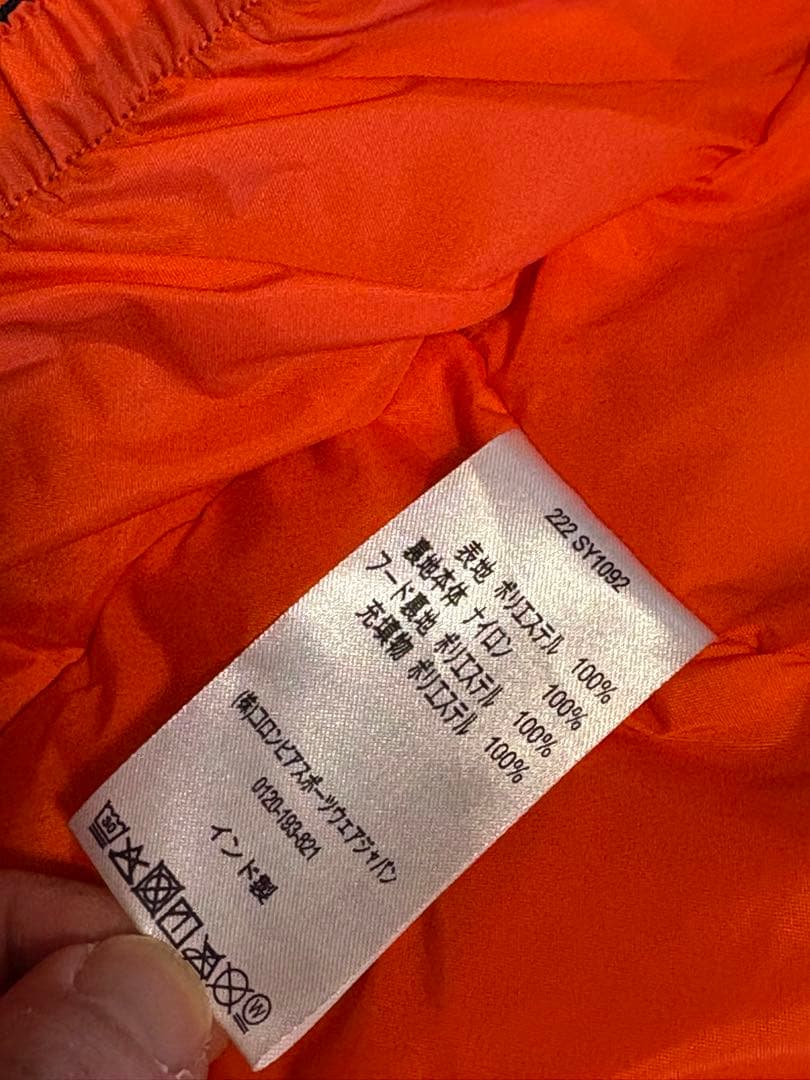 222 SY1092
表地 ポリエステル 100%
裏地本体 ナイロン 100%
フード裏地 ポリエステル 100%
充填物 ポリエステル 100%
(株)コロンビアスポーツウェアジャパン
0120-193-821
インド製
30
W